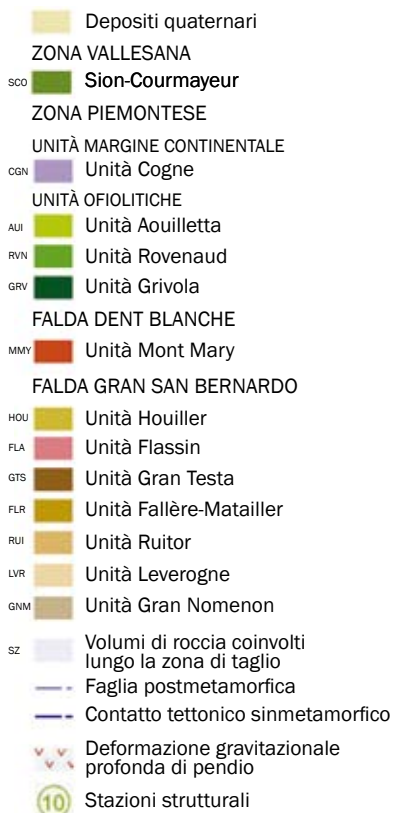 Depositi quaternari
ZONA VALLESANA
SCO Sion-Courmayeur
ZONA PIEMONTESE
UNITÀ MARGINE CONTINENTALE
CGN Unità Cogne
UNITÀ OFIOLITICHE
AUI Unità Aouilletta
RVN Unità Rovenaud
GRV Unità Grivola
FALDA DENT BLANCHE
MMY Unità Mont Mary
FALDA GRAN SAN BERNARDO
HOU Unità Houiller
FLA Unità Flassin
GTS Unità Gran Testa
FLR Unità Fallère-Matailler
RUI Unità Ruitor
LVR Unità Leverogne
GNM Unità Gran Nomenon
SZ Volumi di roccia coinvolti
lungo la zona di taglio
Faglia postmetamorfica
Contatto tettonico sinmetamorfico
Deformazione gravitazionale
profonda di pendio
10 Stazioni strutturali